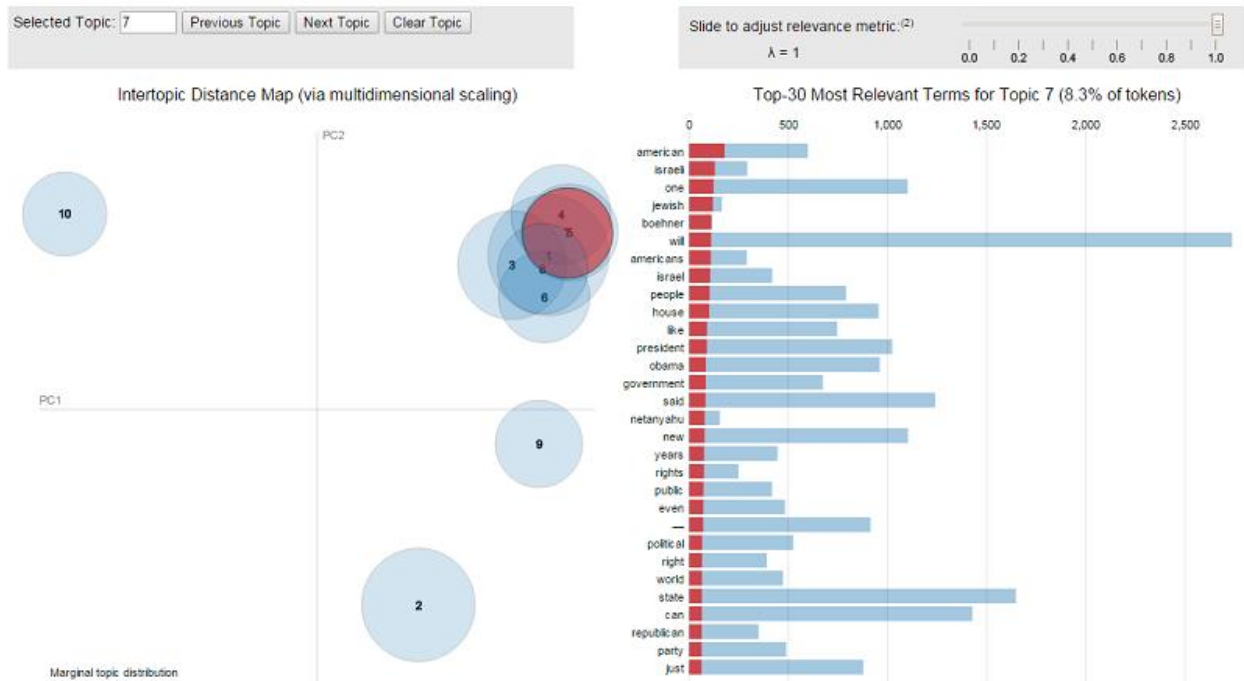 Selected Topic: 7 Previous Topic Next Topic Clear Topic
Slide to adjust relevance metric:(2)
λ = 1
0.0 0.2 0.4 0.6 0.8 1.0
Intertopic Distance Map (via multidimensional scaling)
PC2
PC1
10
4
5
1
3
8
6
9
2
Marginal topic distribution
Top-30 Most Relevant Terms for Topic 7 (8.3% of tokens)
0 500 1,000 1,500 2,000 2,500
american
israeli
one
jewish
boehner
will
americans
israel
people
house
like
president
obama
government
said
netanyahu
new
years
rights
public
even
—
political
right
world
state
can
republican
party
just